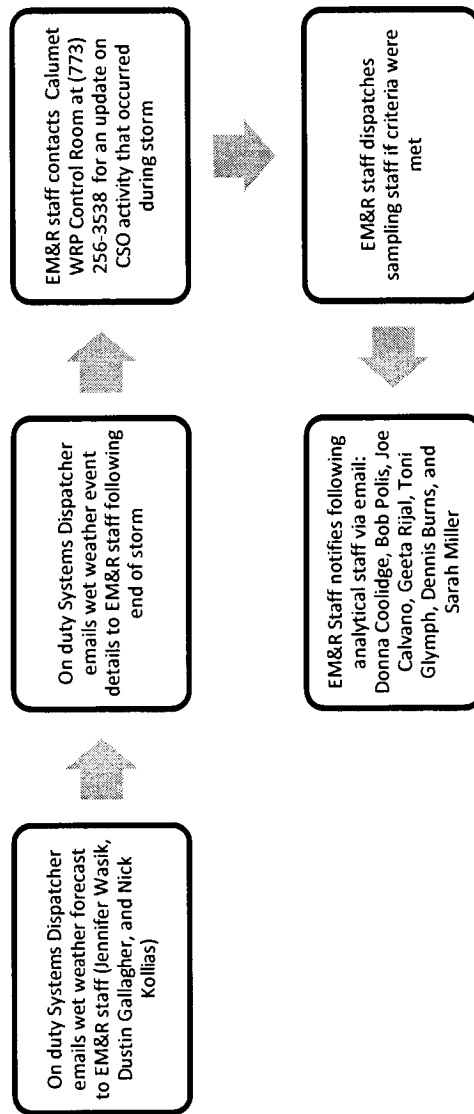 On duty Systems Dispatcher
emails wet weather forecast
to EM&R staff (Jennifer Wasik,
Dustin Gallagher, and Nick
Kollias)
On duty Systems Dispatcher
emails wet weather event
details to EM&R staff following
end of storm
EM&R staff contacts Calumet
WRP Control Room at (773)
256-3538 for an update on
CSO activity that occurred
during storm
EM&R staff dispatches
sampling staff if criteria were
met
EM&R Staff notifies following
analytical staff via email:
Donna Coolidge, Bob Polis, Joe
Calvano, Geeta Rijal, Toni
Glymph, Dennis Burns, and
Sarah Miller